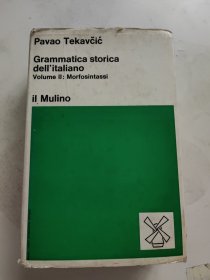 Pavao Tekavčić
Grammatica storica
dell'italiano
Volume II: Morfosintassi
il Mulino